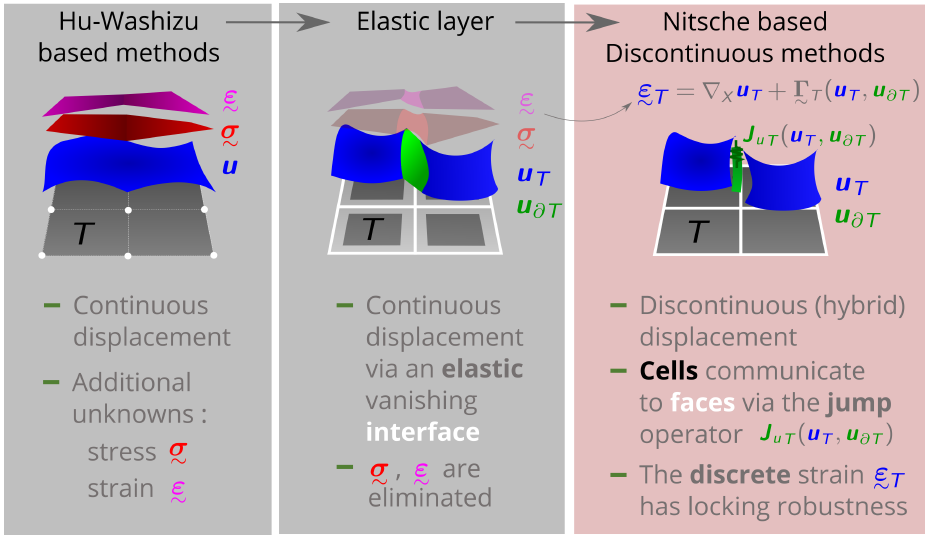 Hu-Washizu
based methods
ε
σ
u
T
Continuous
displacement
Additional
unknowns :
stress σ
strain ε
Elastic layer
ε
σ
u_T
u_∂T
T
Continuous
displacement
via an elastic
vanishing
interface
σ , ε are
eliminated
Nitsche based
Discontinuous methods
ε_T = ∇_X u_T + Γ_T(u_T, u_∂T)
J_uT(u_T, u_∂T)
u_T
u_∂T
T
Discontinuous (hybrid)
displacement
Cells communicate
to faces via the jump
operator J_uT(u_T, u_∂T)
The discrete strain ε_T
has locking robustness